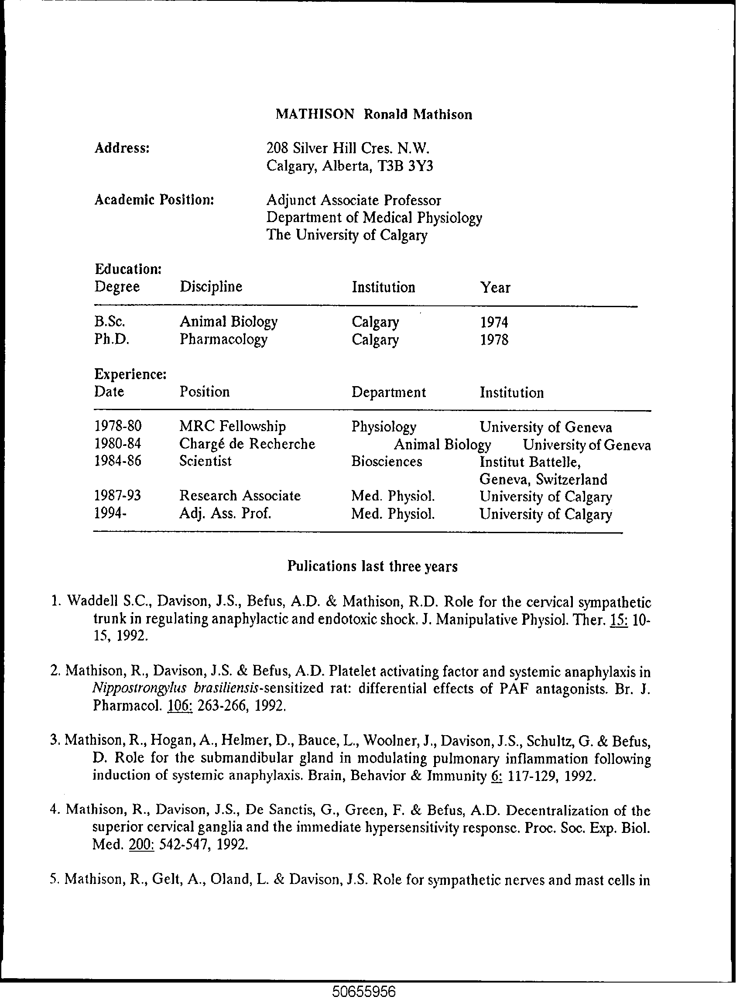 MATHISON Ronald Mathison
Address: 208 Silver Hill Cres. N.W.
Calgary, Alberta, T3B 3Y3
Academic Position: Adjunct Associate Professor
Department of Medical Physiology
The University of Calgary
Education:
Degree Discipline Institution Year
B.Sc. Animal Biology Calgary 1974
Ph.D. Pharmacology Calgary 1978
Experience:
Date Position Department Institution
1978-80 MRC Fellowship Physiology University of Geneva
1980-84 Chargé de Recherche Animal Biology University of Geneva
1984-86 Scientist Biosciences Institut Battelle,
Geneva, Switzerland
1987-93 Research Associate Med. Physiol. University of Calgary
1994- Adj. Ass. Prof. Med. Physiol. University of Calgary
Pulications last three years
1. Waddell S.C., Davison, J.S., Befus, A.D. & Mathison, R.D. Role for the cervical sympathetic
trunk in regulating anaphylactic and endotoxic shock. J. Manipulative Physiol. Ther. 15: 10-
15, 1992.
2. Mathison, R., Davison, J.S. & Befus, A.D. Platelet activating factor and systemic anaphylaxis in
Nippostrongylus brasiliensis-sensitized rat: differential effects of PAF antagonists. Br. J.
Pharmacol. 106: 263-266, 1992.
3. Mathison, R., Hogan, A., Helmer, D., Bauce, L., Woolner, J., Davison, J.S., Schultz, G. & Befus,
D. Role for the submandibular gland in modulating pulmonary inflammation following
induction of systemic anaphylaxis. Brain, Behavior & Immunity 6: 117-129, 1992.
4. Mathison, R., Davison, J.S., De Sanctis, G., Green, F. & Befus, A.D. Decentralization of the
superior cervical ganglia and the immediate hypersensitivity response. Proc. Soc. Exp. Biol.
Med. 200: 542-547, 1992.
5. Mathison, R., Gelt, A., Oland, L. & Davison, J.S. Role for sympathetic nerves and mast cells in
50655956